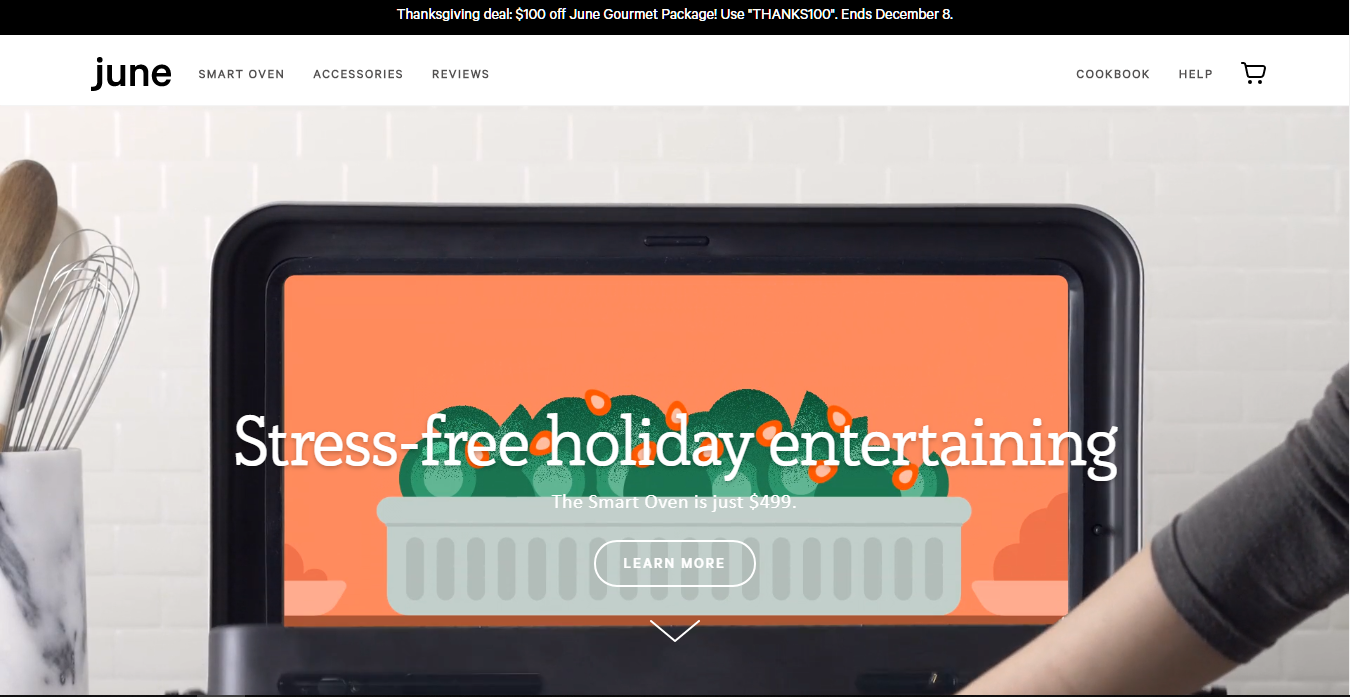 Thanksgiving deal: $100 off June Gourmet Package! Use "THANKS100". Ends December 8.
june SMART OVEN ACCESSORIES REVIEWS COOKBOOK HELP
Stress-free holiday entertaining
The Smart Oven is just $499.
LEARN MORE